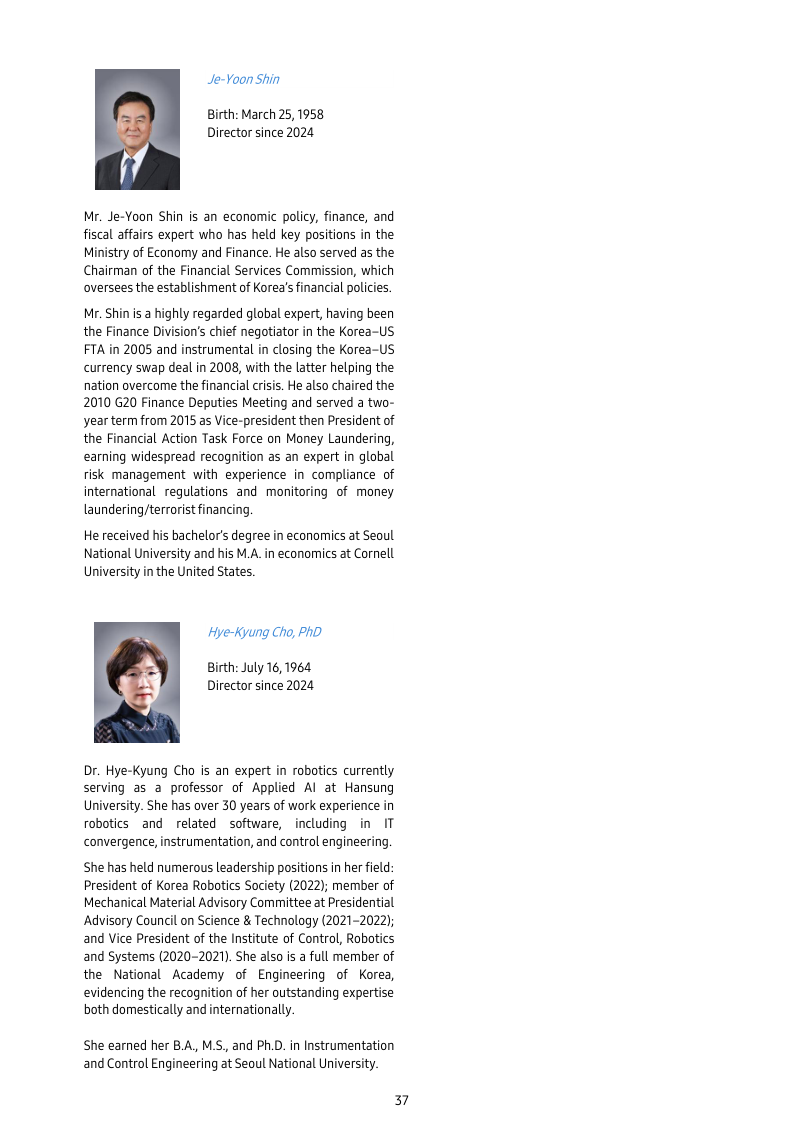 Je-Yoon Shin
Birth: March 25, 1958
Director since 2024
Mr. Je-Yoon Shin is an economic policy, finance, and
fiscal affairs expert who has held key positions in the
Ministry of Economy and Finance. He also served as the
Chairman of the Financial Services Commission, which
oversees the establishment of Korea’s financial policies.
Mr. Shin is a highly regarded global expert, having been
the Finance Division’s chief negotiator in the Korea–US
FTA in 2005 and instrumental in closing the Korea–US
currency swap deal in 2008, with the latter helping the
nation overcome the financial crisis. He also chaired the
2010 G20 Finance Deputies Meeting and served a two-
year term from 2015 as Vice-president then President of
the Financial Action Task Force on Money Laundering,
earning widespread recognition as an expert in global
risk management with experience in compliance of
international regulations and monitoring of money
laundering/terrorist financing.
He received his bachelor’s degree in economics at Seoul
National University and his M.A. in economics at Cornell
University in the United States.
Hye-Kyung Cho, PhD
Birth: July 16, 1964
Director since 2024
Dr. Hye-Kyung Cho is an expert in robotics currently
serving as a professor of Applied AI at Hansung
University. She has over 30 years of work experience in
robotics and related software, including in IT
convergence, instrumentation, and control engineering.
She has held numerous leadership positions in her field:
President of Korea Robotics Society (2022); member of
Mechanical Material Advisory Committee at Presidential
Advisory Council on Science & Technology (2021–2022);
and Vice President of the Institute of Control, Robotics
and Systems (2020–2021). She also is a full member of
the National Academy of Engineering of Korea,
evidencing the recognition of her outstanding expertise
both domestically and internationally.
She earned her B.A., M.S., and Ph.D. in Instrumentation
and Control Engineering at Seoul National University.
37